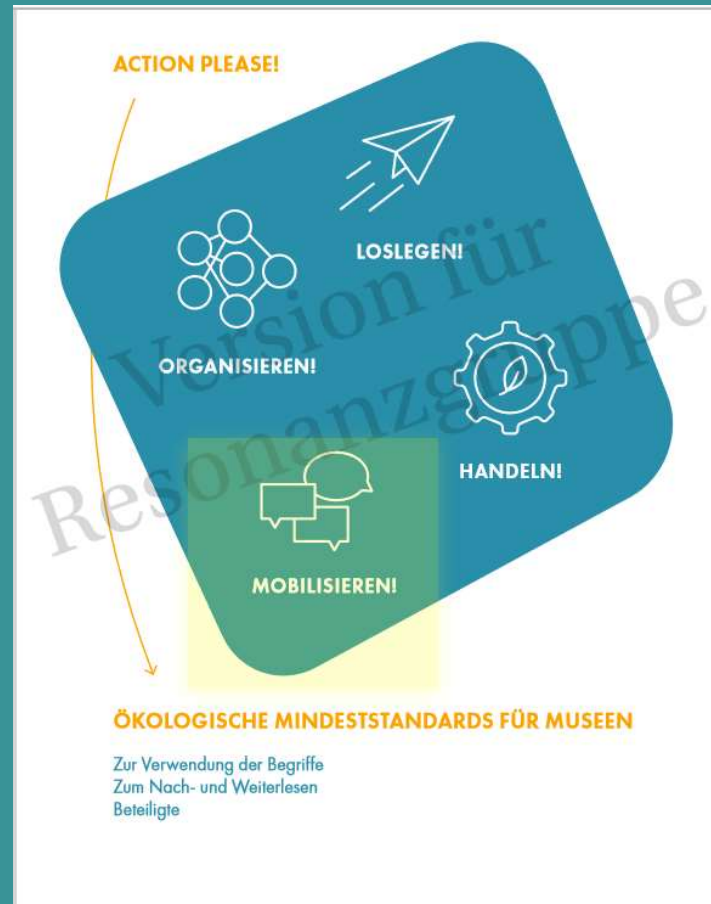 ACTION PLEASE!
LOSLEGEN!
ORGANISIEREN!
HANDELN!
MOBILISIEREN!
Version für
Resonanzgruppe
ÖKOLOGISCHE MINDESTSTANDARDS FÜR MUSEEN
Zur Verwendung der Begriffe
Zum Nach- und Weiterlesen
Beteiligte